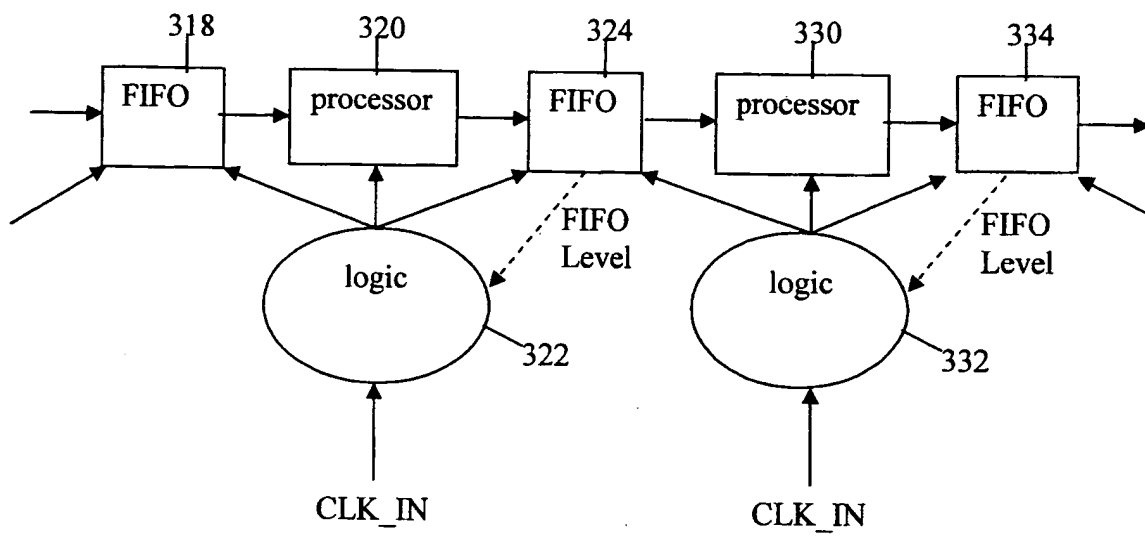 318
320
324
330
334
FIFO
processor
FIFO
processor
FIFO
FIFO
Level
FIFO
Level
logic
logic
322
332
CLK_IN
CLK_IN